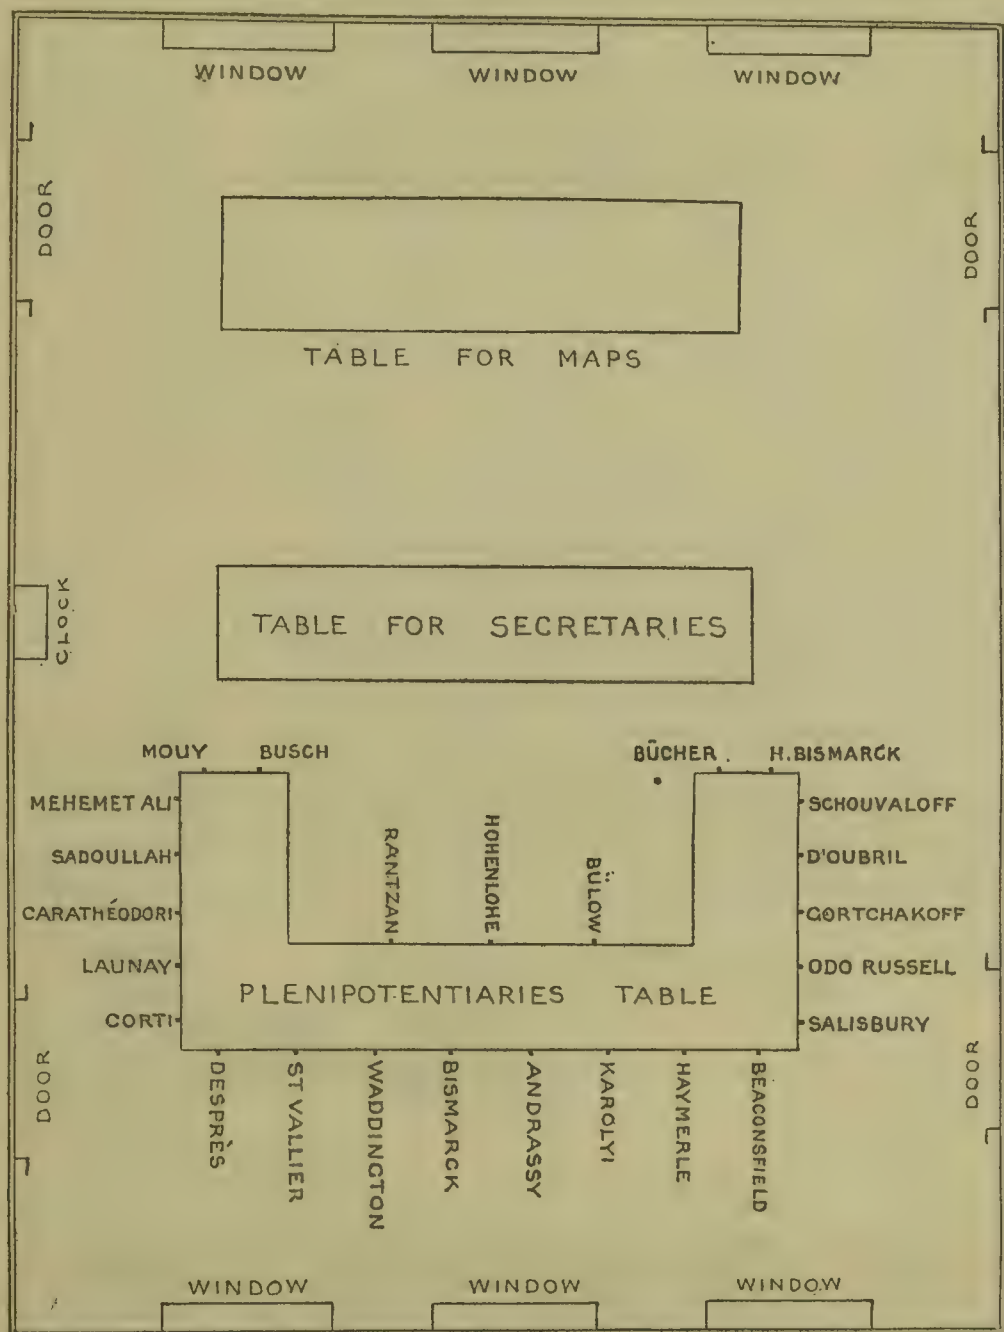 WINDOW
WINDOW
WINDOW
DOOR
DOOR
TABLE FOR MAPS
CLOCK
TABLE FOR SECRETARIES
MOUY
BUSCH
BÜCHER
H. BISMARCK
MEHEMET ALI
SADOULLAH
CARATHÉODORI
LAUNAY
CORTI
RANTZAN
HOHENLOHE
BÜLOW
SCHOUVALOFF
D'OUBRIL
GORTCHAKOFF
ODO RUSSELL
SALISBURY
PLENIPOTENTIARIES TABLE
DOOR
DOOR
DESPRÈS
ST VALLIER
WADDINGTON
BISMARCK
ANDRASSY
KAROLYI
HAYMERLE
BEACONSFIELD
WINDOW
WINDOW
WINDOW